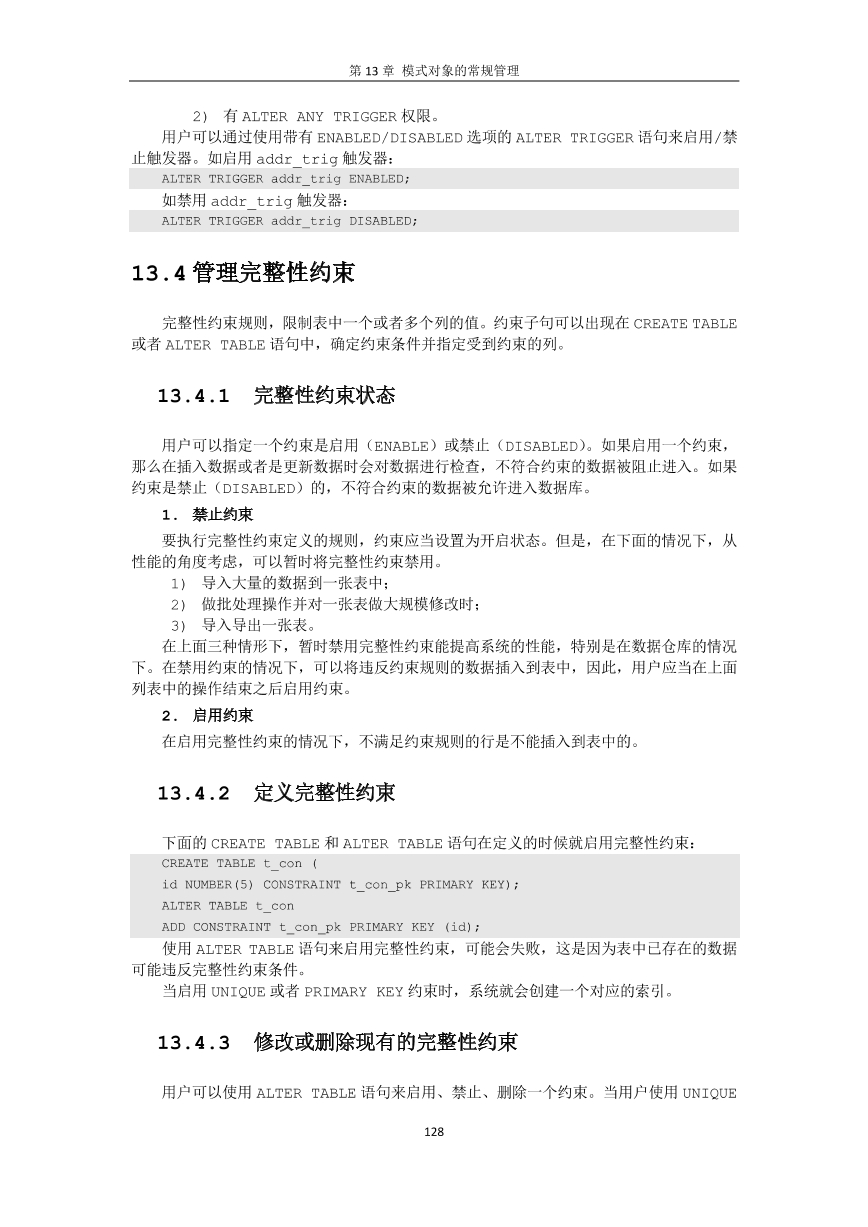 第 13 章 模式对象的常规管理
2) 有 ALTER ANY TRIGGER 权限。
用户可以通过使用带有 ENABLED/DISABLED 选项的 ALTER TRIGGER 语句来启用/禁
止触发器。如启用 addr_trig 触发器：
ALTER TRIGGER addr_trig ENABLED;
如禁用 addr_trig 触发器：
ALTER TRIGGER addr_trig DISABLED;
13.4 管理完整性约束
完整性约束规则，限制表中一个或者多个列的值。约束子句可以出现在 CREATE TABLE
或者 ALTER TABLE 语句中，确定约束条件并指定受到约束的列。
13.4.1 完整性约束状态
用户可以指定一个约束是启用（ENABLE）或禁止（DISABLED）。如果启用一个约束，
那么在插入数据或者是更新数据时会对数据进行检查，不符合约束的数据被阻止进入。如果
约束是禁止（DISABLED）的，不符合约束的数据被允许进入数据库。
1. 禁止约束
要执行完整性约束定义的规则，约束应当设置为开启状态。但是，在下面的情况下，从
性能的角度考虑，可以暂时将完整性约束禁用。
1) 导入大量的数据到一张表中；
2) 做批处理操作并对一张表做大规模修改时；
3) 导入导出一张表。
在上面三种情形下，暂时禁用完整性约束能提高系统的性能，特别是在数据仓库的情况
下。在禁用约束的情况下，可以将违反约束规则的数据插入到表中，因此，用户应当在上面
列表中的操作结束之后启用约束。
2. 启用约束
在启用完整性约束的情况下，不满足约束规则的行是不能插入到表中的。
13.4.2 定义完整性约束
下面的 CREATE TABLE 和 ALTER TABLE 语句在定义的时候就启用完整性约束：
CREATE TABLE t_con (
id NUMBER(5) CONSTRAINT t_con_pk PRIMARY KEY);
ALTER TABLE t_con
ADD CONSTRAINT t_con_pk PRIMARY KEY (id);
使用 ALTER TABLE 语句来启用完整性约束，可能会失败，这是因为表中已存在的数据
可能违反完整性约束条件。
当启用 UNIQUE 或者 PRIMARY KEY 约束时，系统就会创建一个对应的索引。
13.4.3 修改或删除现有的完整性约束
用户可以使用 ALTER TABLE 语句来启用、禁止、删除一个约束。当用户使用 UNIQUE
128